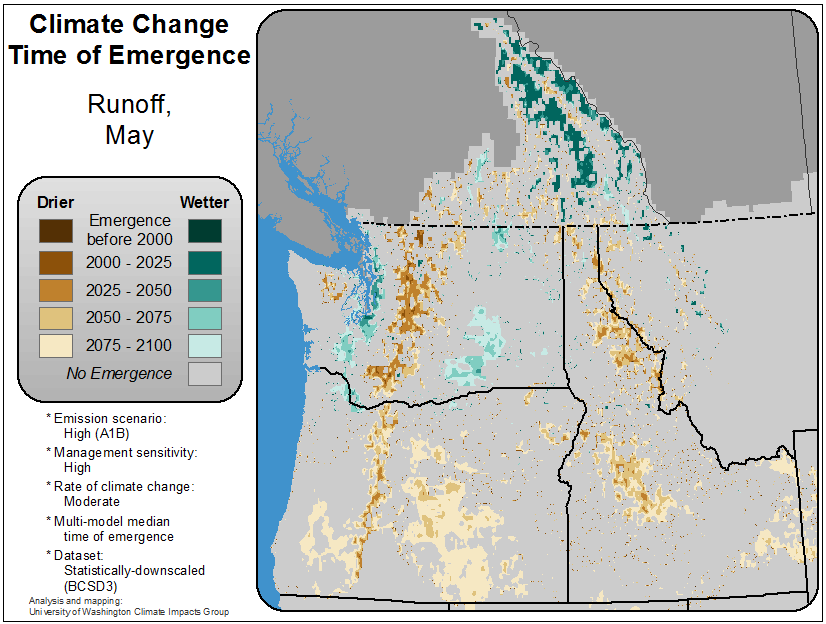 Climate Change
Time of Emergence
Runoff,
May
Drier
Wetter
Emergence
before 2000
2000 - 2025
2025 - 2050
2050 - 2075
2075 - 2100
No Emergence
* Emission scenario:
High (A1B)
* Management sensitivity:
High
* Rate of climate change:
Moderate
* Multi-model median
time of emergence
* Dataset:
Statistically-downscaled
(BCSD3)
Analysis and mapping:
University of Washington Climate Impacts Group